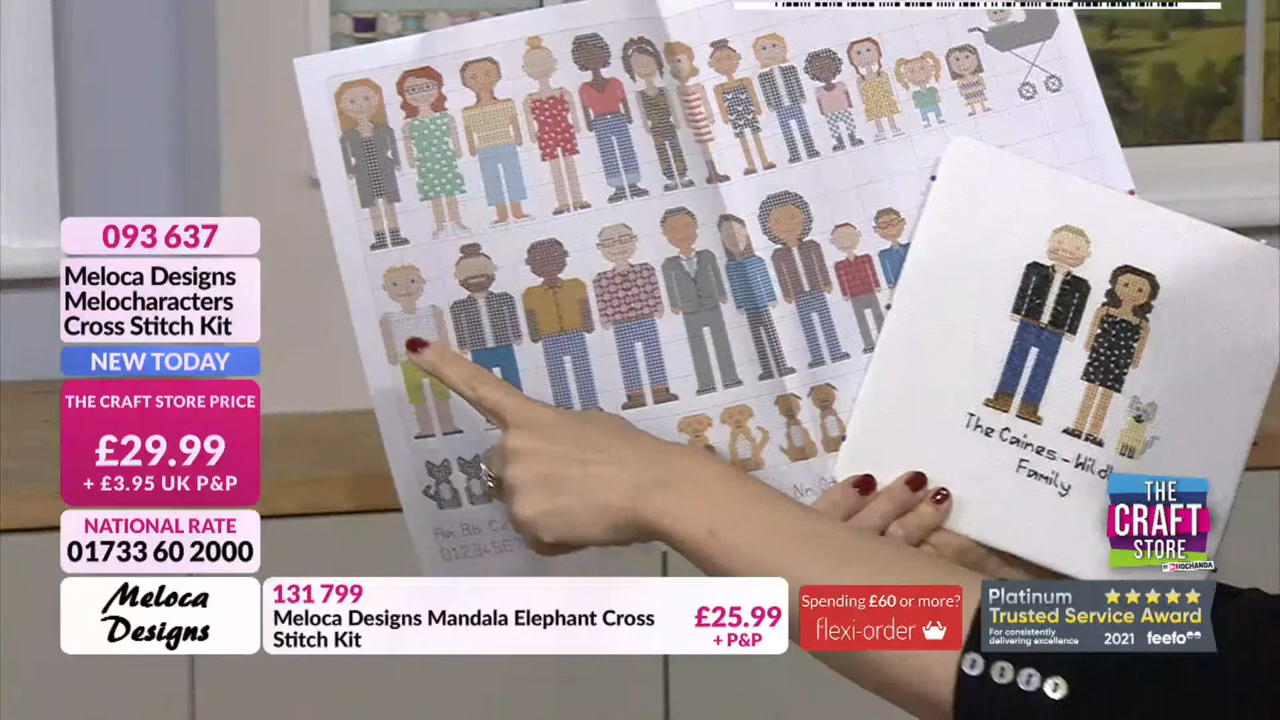 093 637
Meloca Designs
Melocharacters
Cross Stitch Kit
NEW TODAY
THE CRAFT STORE PRICE
£29.99
+ £3.95 UK P&P
NATIONAL RATE
01733 60 2000
Meloca
Designs
131 799
Meloca Designs Mandala Elephant Cross
Stitch Kit
£25.99
+ P&P
Spending £60 or more?
flexi-order
Platinum
Trusted Service Award
For consistently
delivering excellence
2021 feefo
THE
CRAFT
STORE
HOCHANDA
The Caines-Wild
Family
Aa Bb